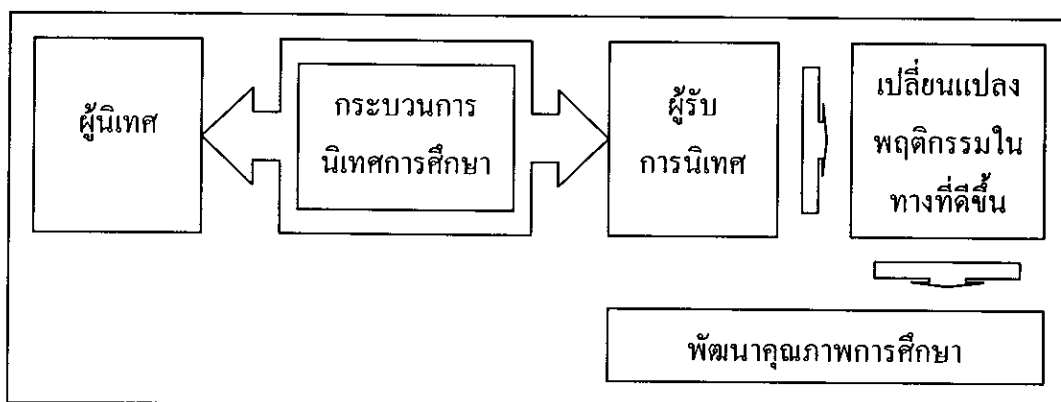 ผู้นิเทศ
กระบวนการ
นิเทศการศึกษา
ผู้รับ
การนิเทศ
เปลี่ยนแปลง
พฤติกรรมใน
ทางที่ดีขึ้น
พัฒนาคุณภาพการศึกษา